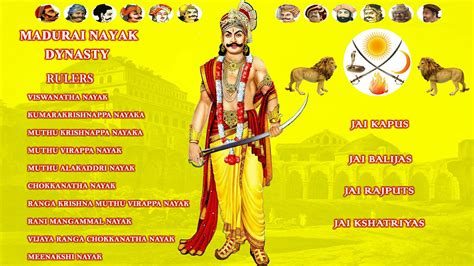 MADURAI NAYAK
DYNASTY
RULERS
VISWANATHA NAYAK
KUMARAKRISHNAPPA NAYAKA
MUTHU KRISHNAPPA NAYAKA
MUTHU VIRAPPA NAYAK
MUTHU ALAKADDRI NAYAK
CHOKKANATHA NAYAK
RANGA KRISHNA MUTHU VIRAPPA NAYAK
RANI MANGAMMAL NAYAK
VIJAYA RANGA CHOKKANATHA NAYAK
MEENAKSHI NAYAK
JAI KAPUS
JAI BALIJAS
JAI RAJPUTS
JAI KSHATRIYAS